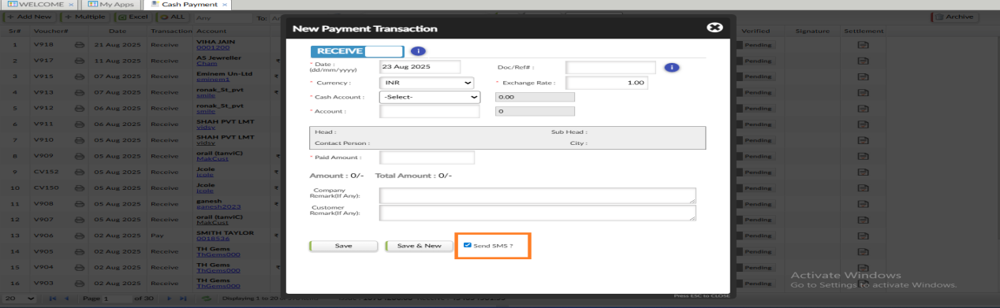 WELCOME × My Apps Cash Payment ×
+ Add New + Multiple Excel ALL Any To: Archive
Sr# Voucher# Date Transaction Account Verified Signature Settlement
New Payment Transaction
RECEIVE
* Date :
(dd/mm/yyyy)
23 Aug 2025 Doc/Ref# :
* Currency : INR * Exchange Rate : 1.00
* Cash Account : -Select- 0.00
* Account : 0
Head : Sub Head :
Contact Person : City :
* Paid Amount :
Amount : 0/- Total Amount : 0/-
Company
Remark(If Any):
Customer
Remark(If Any):
Save Save & New Send SMS ?
1 V918 21 Aug 2025 Receive VIHA JAIN Pending
0001200
2 V917 11 Aug 2025 Receive AS Jewreller ₹ Pending
Cham
3 V915 07 Aug 2025 Receive Eminem Un-Ltd ₹ Pending
eminem1
4 V913 07 Aug 2025 Receive ronak_St_pvt ₹ Pending
smile
5 V912 06 Aug 2025 Receive ronak_St_pvt Pending
smile
6 V911 06 Aug 2025 Receive SHAH PVT LMT Pending
vidsy
7 V910 05 Aug 2025 Receive SHAH PVT LMT Pending
vidsy
8 V909 05 Aug 2025 Receive orail (tanviC) ₹ Pending
MakCust
9 CV152 05 Aug 2025 Receive Jcole ₹ Pending
jcole
10 CV150 05 Aug 2025 Receive Jcole ₹ Pending
jcole
11 V908 05 Aug 2025 Receive ganesh ₹ Pending
ganesh2023
12 V907 05 Aug 2025 Receive orail (tanviC) Pending
MakCust
13 V906 02 Aug 2025 Pay SMITH TAYLOR ₹ Pending
0018536
14 V905 02 Aug 2025 Receive TH Gems Pending
ThGems000
15 V904 02 Aug 2025 Receive TH Gems ₹ Pending
ThGems000
16 V903 02 Aug 2025 Receive TH Gems Pending
ThGems000
Activate Windows
Go to Settings to activate Windows.
Press ESC to CLOSE
20 Page 1 of 30 Displaying 1 to 20